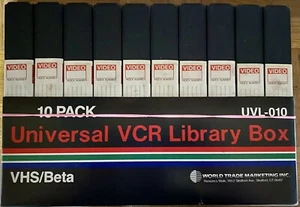 VIDEO VIDEO VIDEO VIDEO VIDEO VIDEO VIDEO VIDEO VIDEO VIDEO
10 PACK UVL-010
Universal VCR Library Box
VHS/Beta
WORLD TRADE MARKETING INC.